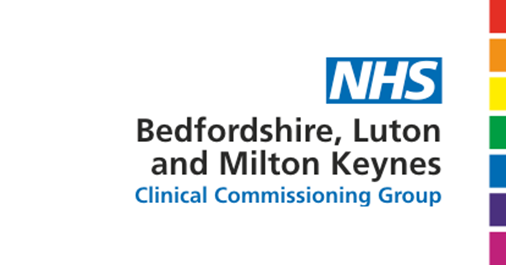 NHS
Bedfordshire, Luton
and Milton Keynes
Clinical Commissioning Group